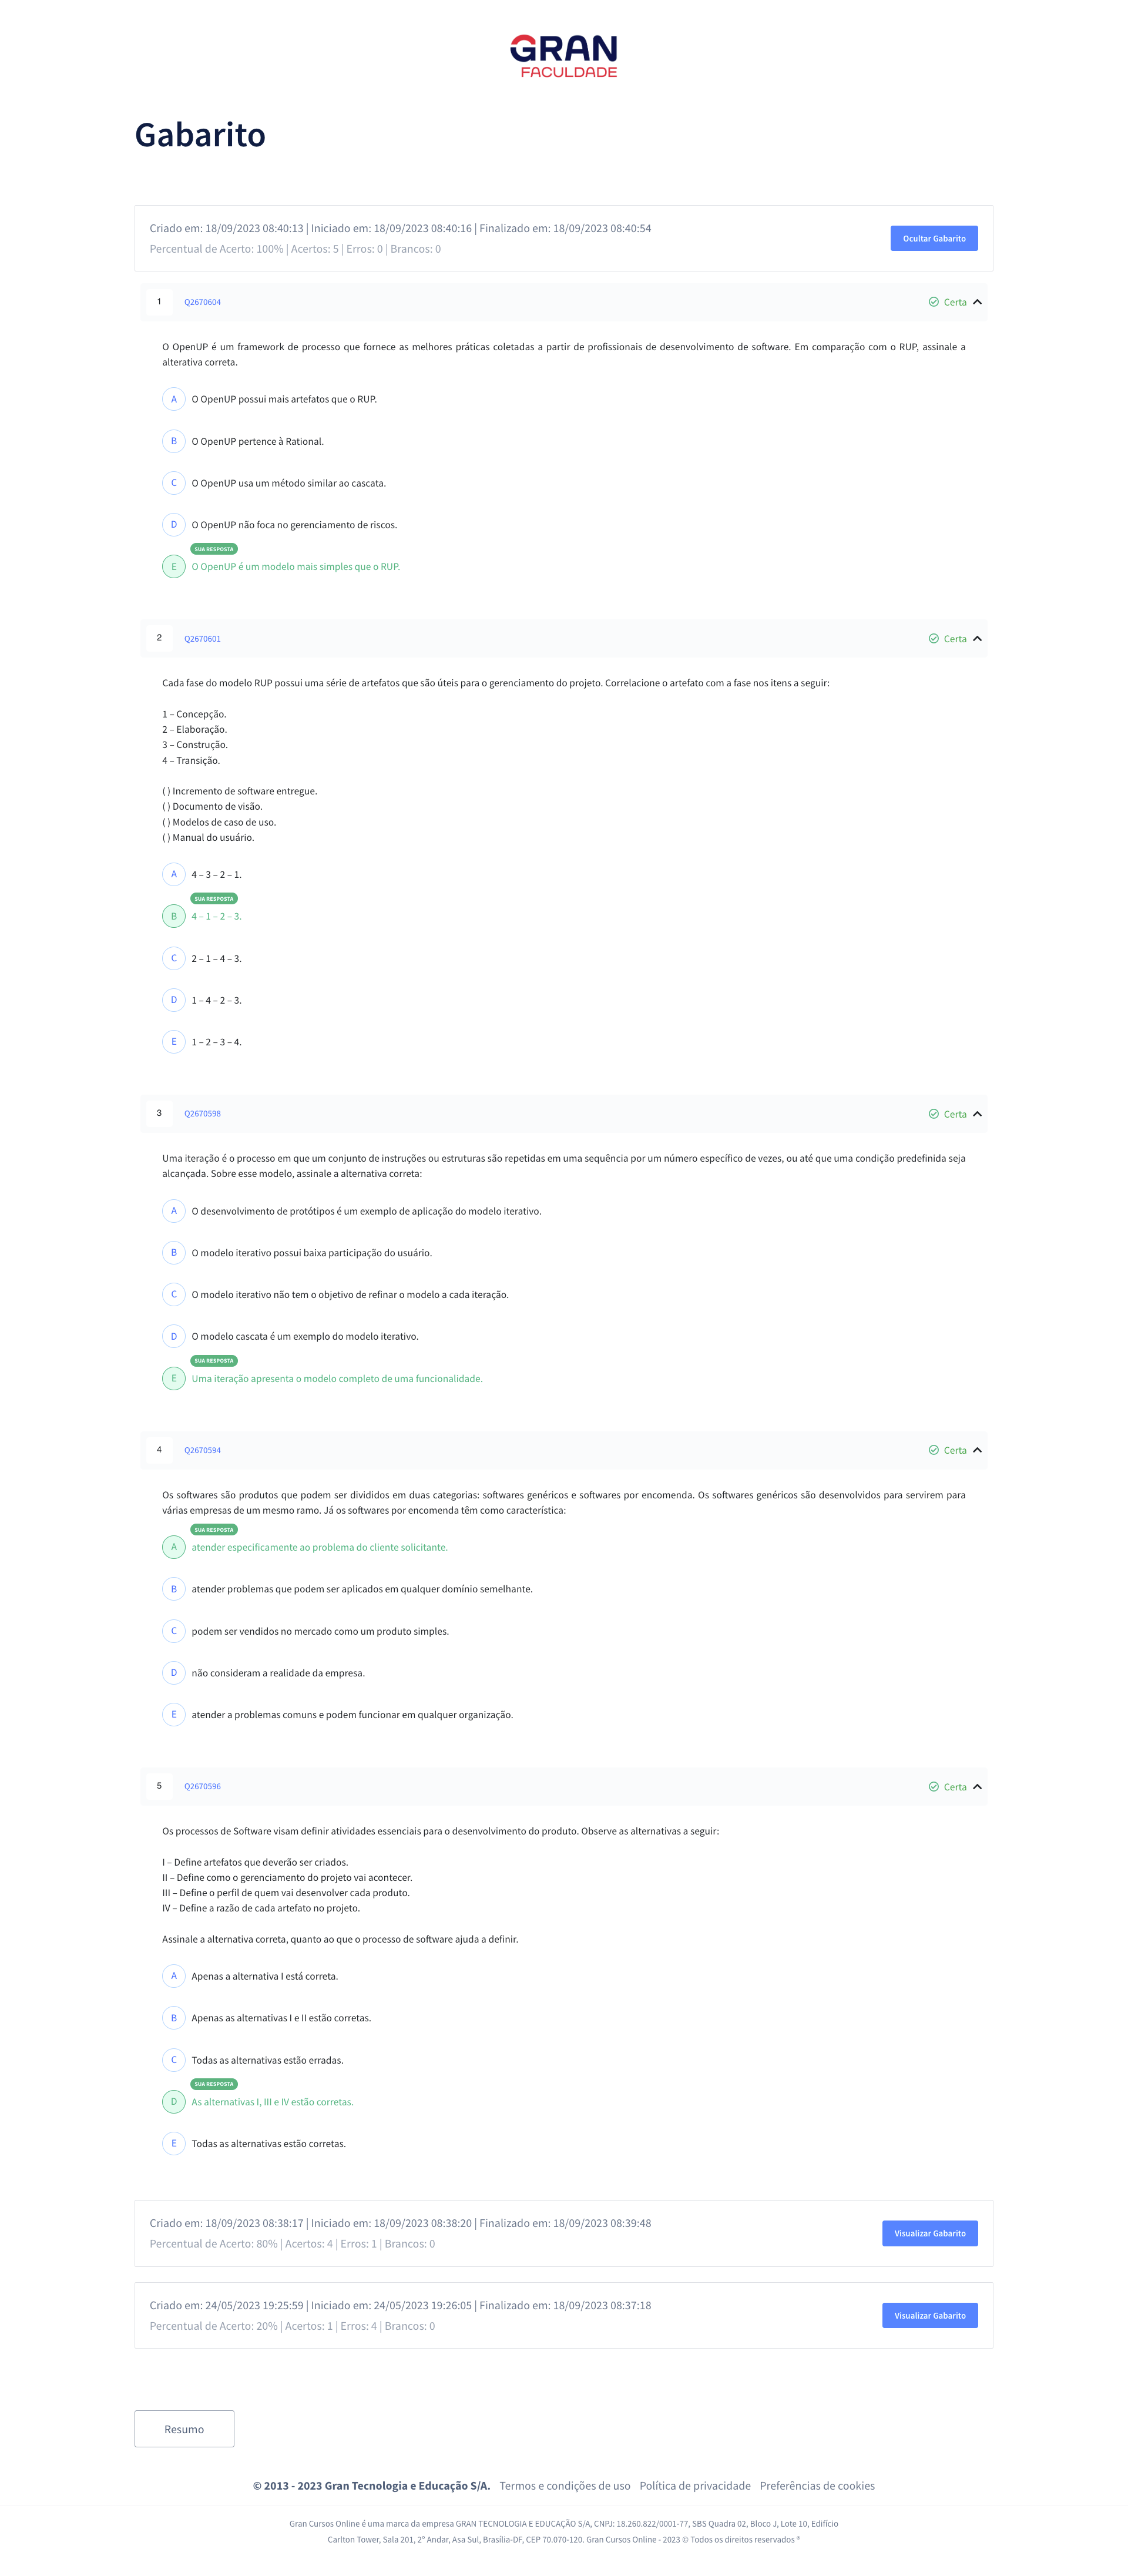 GRAN
FACULDADE
Gabarito
Criado em: 18/09/2023 08:40:13 | Iniciado em: 18/09/2023 08:40:16 | Finalizado em: 18/09/2023 08:40:54
Percentual de Acerto: 100% | Acertos: 5 | Erros: 0 | Brancos: 0
Ocultar Gabarito
1 Q2670604 Certa
O OpenUP é um framework de processo que fornece as melhores práticas coletadas a partir de profissionais de desenvolvimento de software. Em comparação com o RUP, assinale a
alterativa correta.
A O OpenUP possui mais artefatos que o RUP.
B O OpenUP pertence à Rational.
C O OpenUP usa um método similar ao cascata.
D O OpenUP não foca no gerenciamento de riscos.
SUA RESPOSTA
E O OpenUP é um modelo mais simples que o RUP.
2 Q2670601 Certa
Cada fase do modelo RUP possui uma série de artefatos que são úteis para o gerenciamento do projeto. Correlacione o artefato com a fase nos itens a seguir:
1 – Concepção.
2 – Elaboração.
3 – Construção.
4 – Transição.
( ) Incremento de software entregue.
( ) Documento de visão.
( ) Modelos de caso de uso.
( ) Manual do usuário.
A 4 – 3 – 2 – 1.
SUA RESPOSTA
B 4 – 1 – 2 – 3.
C 2 – 1 – 4 – 3.
D 1 – 4 – 2 – 3.
E 1 – 2 – 3 – 4.
3 Q2670598 Certa
Uma iteração é o processo em que um conjunto de instruções ou estruturas são repetidas em uma sequência por um número específico de vezes, ou até que uma condição predefinida seja
alcançada. Sobre esse modelo, assinale a alternativa correta:
A O desenvolvimento de protótipos é um exemplo de aplicação do modelo iterativo.
B O modelo iterativo possui baixa participação do usuário.
C O modelo iterativo não tem o objetivo de refinar o modelo a cada iteração.
D O modelo cascata é um exemplo do modelo iterativo.
SUA RESPOSTA
E Uma iteração apresenta o modelo completo de uma funcionalidade.
4 Q2670594 Certa
Os softwares são produtos que podem ser divididos em duas categorias: softwares genéricos e softwares por encomenda. Os softwares genéricos são desenvolvidos para servirem para
várias empresas de um mesmo ramo. Já os softwares por encomenda têm como característica:
SUA RESPOSTA
A atender especificamente ao problema do cliente solicitante.
B atender problemas que podem ser aplicados em qualquer domínio semelhante.
C podem ser vendidos no mercado como um produto simples.
D não consideram a realidade da empresa.
E atender a problemas comuns e podem funcionar em qualquer organização.
5 Q2670596 Certa
Os processos de Software visam definir atividades essenciais para o desenvolvimento do produto. Observe as alternativas a seguir:
I – Define artefatos que deverão ser criados.
II – Define como o gerenciamento do projeto vai acontecer.
III – Define o perfil de quem vai desenvolver cada produto.
IV – Define a razão de cada artefato no projeto.
Assinale a alternativa correta, quanto ao que o processo de software ajuda a definir.
A Apenas a alternativa I está correta.
B Apenas as alternativas I e II estão corretas.
C Todas as alternativas estão erradas.
SUA RESPOSTA
D As alternativas I, III e IV estão corretas.
E Todas as alternativas estão corretas.
Criado em: 18/09/2023 08:38:17 | Iniciado em: 18/09/2023 08:38:20 | Finalizado em: 18/09/2023 08:39:48
Percentual de Acerto: 80% | Acertos: 4 | Erros: 1 | Brancos: 0
Visualizar Gabarito
Criado em: 24/05/2023 19:25:59 | Iniciado em: 24/05/2023 19:26:05 | Finalizado em: 18/09/2023 08:37:18
Percentual de Acerto: 20% | Acertos: 1 | Erros: 4 | Brancos: 0
Visualizar Gabarito
Resumo
© 2013 - 2023 Gran Tecnologia e Educação S/A. Termos e condições de uso Política de privacidade Preferências de cookies
Gran Cursos Online é uma marca da empresa GRAN TECNOLOGIA E EDUCAÇÃO S/A, CNPJ: 18.260.822/0001-77, SBS Quadra 02, Bloco J, Lote 10, Edifício
Carlton Tower, Sala 201, 2º Andar, Asa Sul, Brasília-DF, CEP 70.070-120. Gran Cursos Online - 2023 © Todos os direitos reservados ®